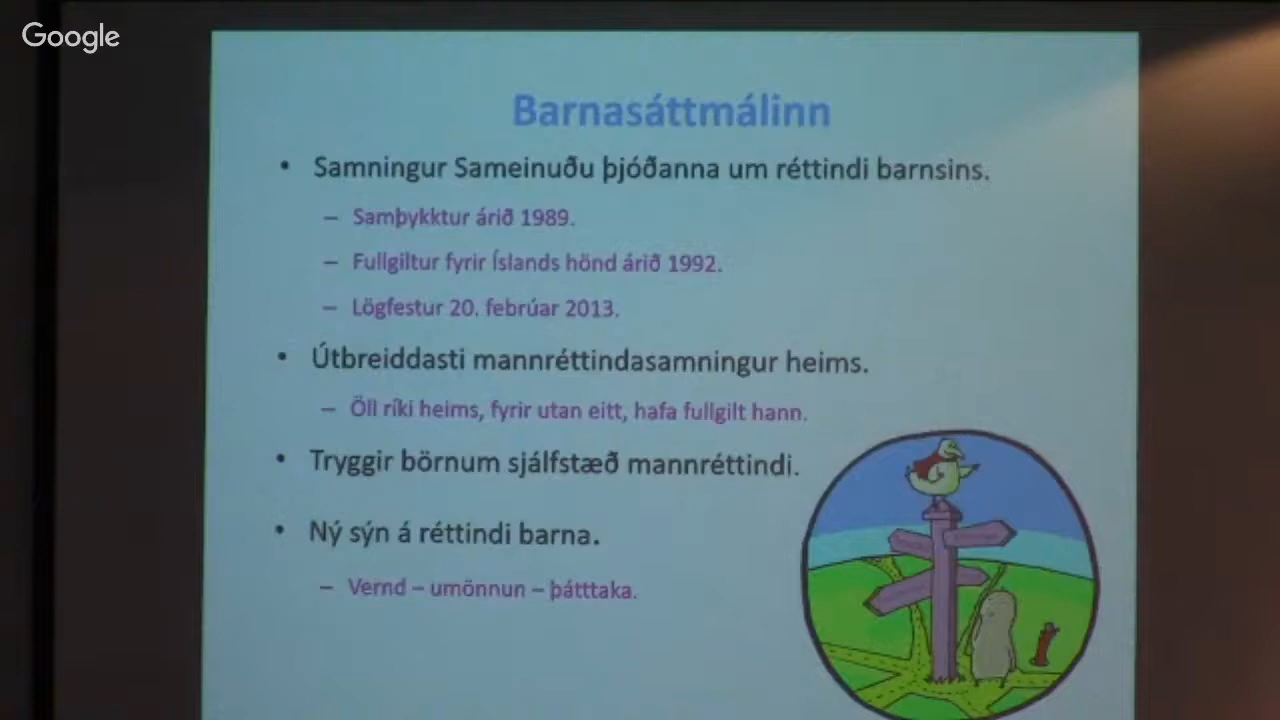 Google
Barnasáttmálinn
• Samningur Sameinuðu þjóðanna um réttindi barnsins.
– Samþykktur árið 1989.
– Fullgiltur fyrir Íslands hönd árið 1992.
– Lögfestur 20. febrúar 2013.
• Útbreiddasti mannréttindasamningur heims.
– Öll ríki heims, fyrir utan eitt, hafa fullgilt hann.
• Tryggir börnum sjálfstæð mannréttindi.
• Ný sýn á réttindi barna.
– Vernd – umönnun – þátttaka.